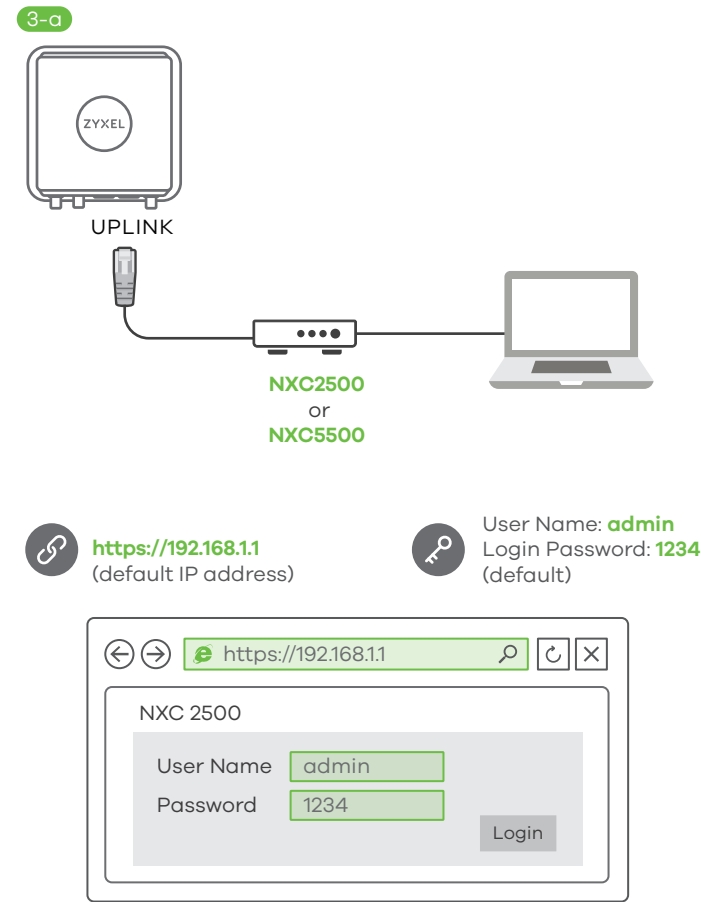 3-a
ZYXEL
UPLINK
NXC2500
or
NXC5500
https://192.168.1.1
(default IP address)
User Name: admin
Login Password: 1234
(default)
https://192.168.1.1
NXC 2500
User Name admin
Password 1234
Login